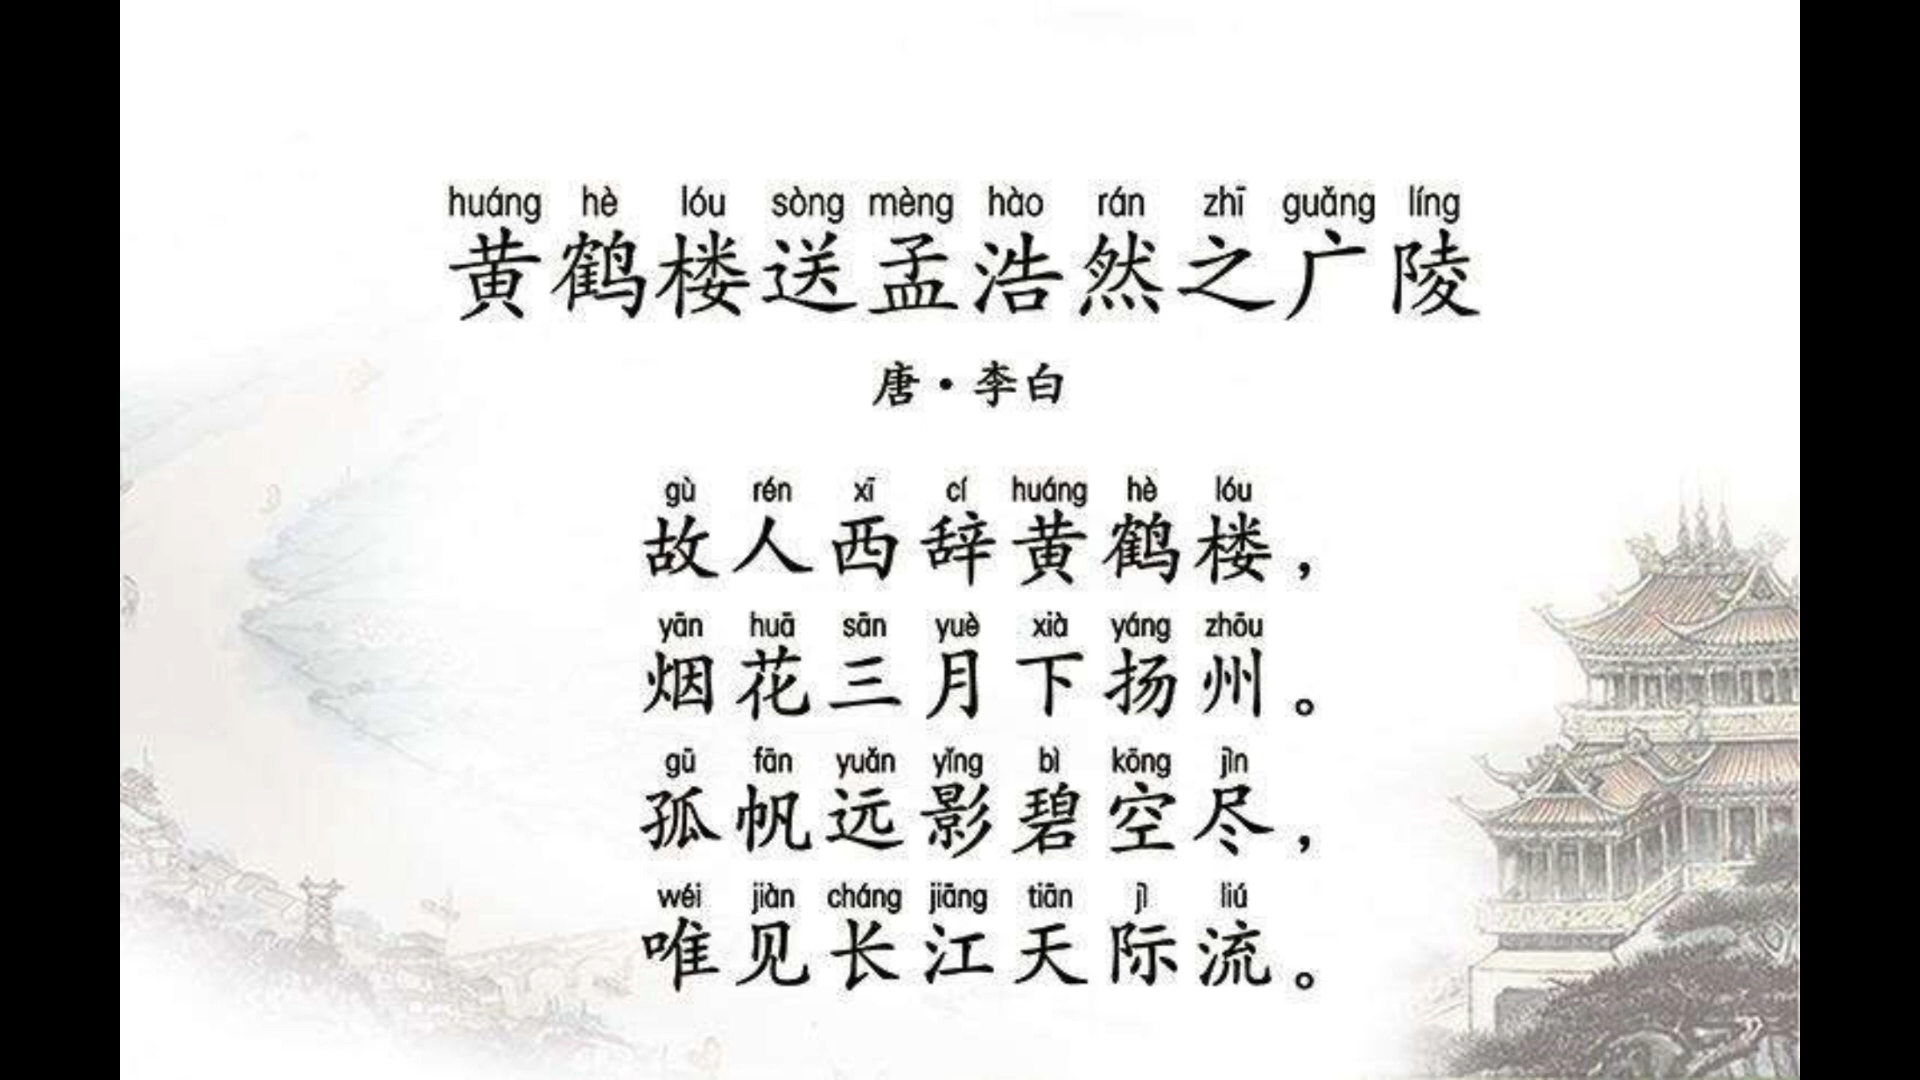 huáng hè lóu sòng mèng hào rán zhī guǎng líng
黄鹤楼送孟浩然之广陵
唐·李白
gù rén xī cí huáng hè lóu
故人西辞黄鹤楼，
yān huā sān yuè xià yáng zhōu
烟花三月下扬州。
gū fān yuǎn yǐng bì kōng jìn
孤帆远影碧空尽，
wéi jiàn cháng jiāng tiān jì liú
唯见长江天际流。